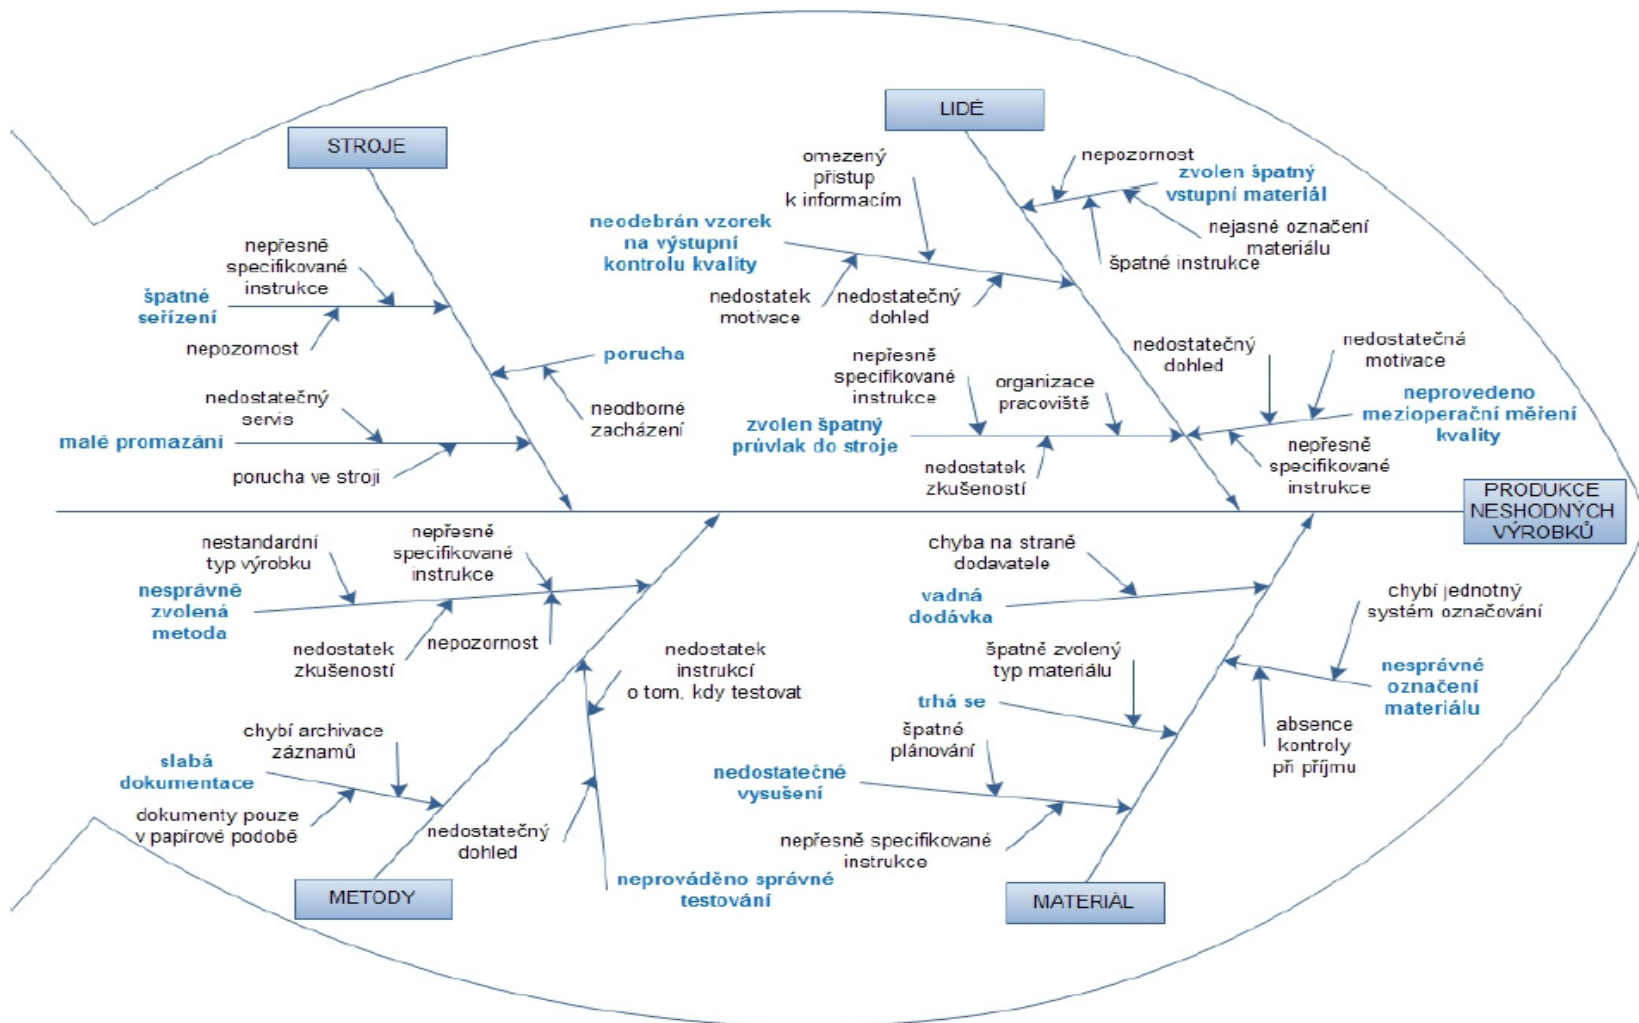 STROJE
nepřesně
specifikované
instrukce
špatné
seřízení
nepozornost
porucha
neodborné
zacházení
nedostatečný
servis
malé promazání
porucha ve stroji
LIDÉ
omezený
přístup
k informacím
nepozornost
zvolen špatný
vstupní materiál
nejasné označení
materiálu
špatné instrukce
neodebrán vzorek
na výstupní
kontrolu kvality
nedostatek
motivace
nedostatečný
dohled
nepřesně
specifikované
instrukce
organizace
pracoviště
zvolen špatný
průvlak do stroje
nedostatek
zkušeností
nedostatečný
dohled
nedostatečná
motivace
neprovedeno
mezioperační měření
kvality
nepřesně
specifikované
instrukce
PRODUKCE
NESHODNÝCH
VÝROBKŮ
nestandardní
typ výrobku
nepřesně
specifikované
instrukce
nesprávně
zvolená
metoda
nedostatek
zkušeností
nepozornost
nedostatek
instrukcí
o tom, kdy testovat
chybí archivace
záznamů
slabá
dokumentace
dokumenty pouze
v papírové podobě
nedostatečný
dohled
neprováděno správné
testování
METODY
chyba na straně
dodavatele
vadná
dodávka
chybí jednotný
systém označování
špatně zvolený
typ materiálu
trhá se
nesprávné
označení
materiálu
absence
kontroly
při příjmu
špatné
plánování
nedostatečné
vysušení
nepřesně specifikované
instrukce
MATERIÁL